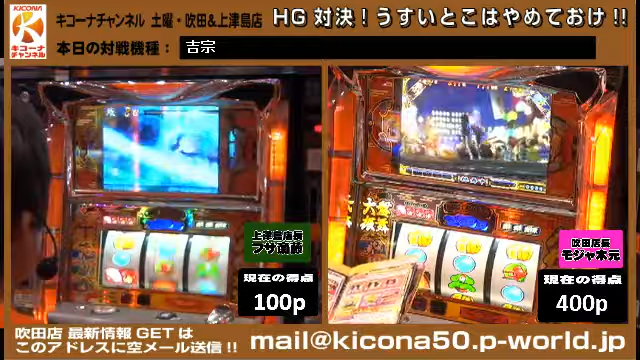 KICONA
キコーナ
チャンネル
キコーナチャンネル 土曜・吹田&上津島店
HG対決!うすいとこはやめておけ!!
本日の対戦機種:
吉宗
上津島店長
現在の得点
100p
吹田店長
モジャ木元
現在の得点
400p
吹田店 最新情報GETは
このアドレスに空メール送信!!
mail@kicona50.p-world.jp